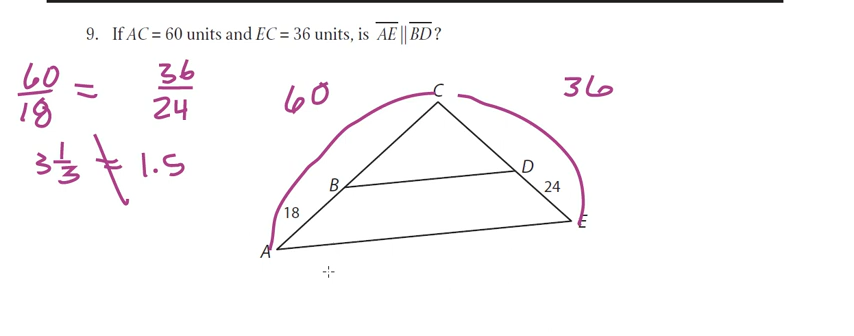 9. If AC = 60 units and EC = 36 units, is AE || BD?
60/18 = 36/24
3 1/3 ≠ 1.5
60
36
C
B
D
18
24
A
E